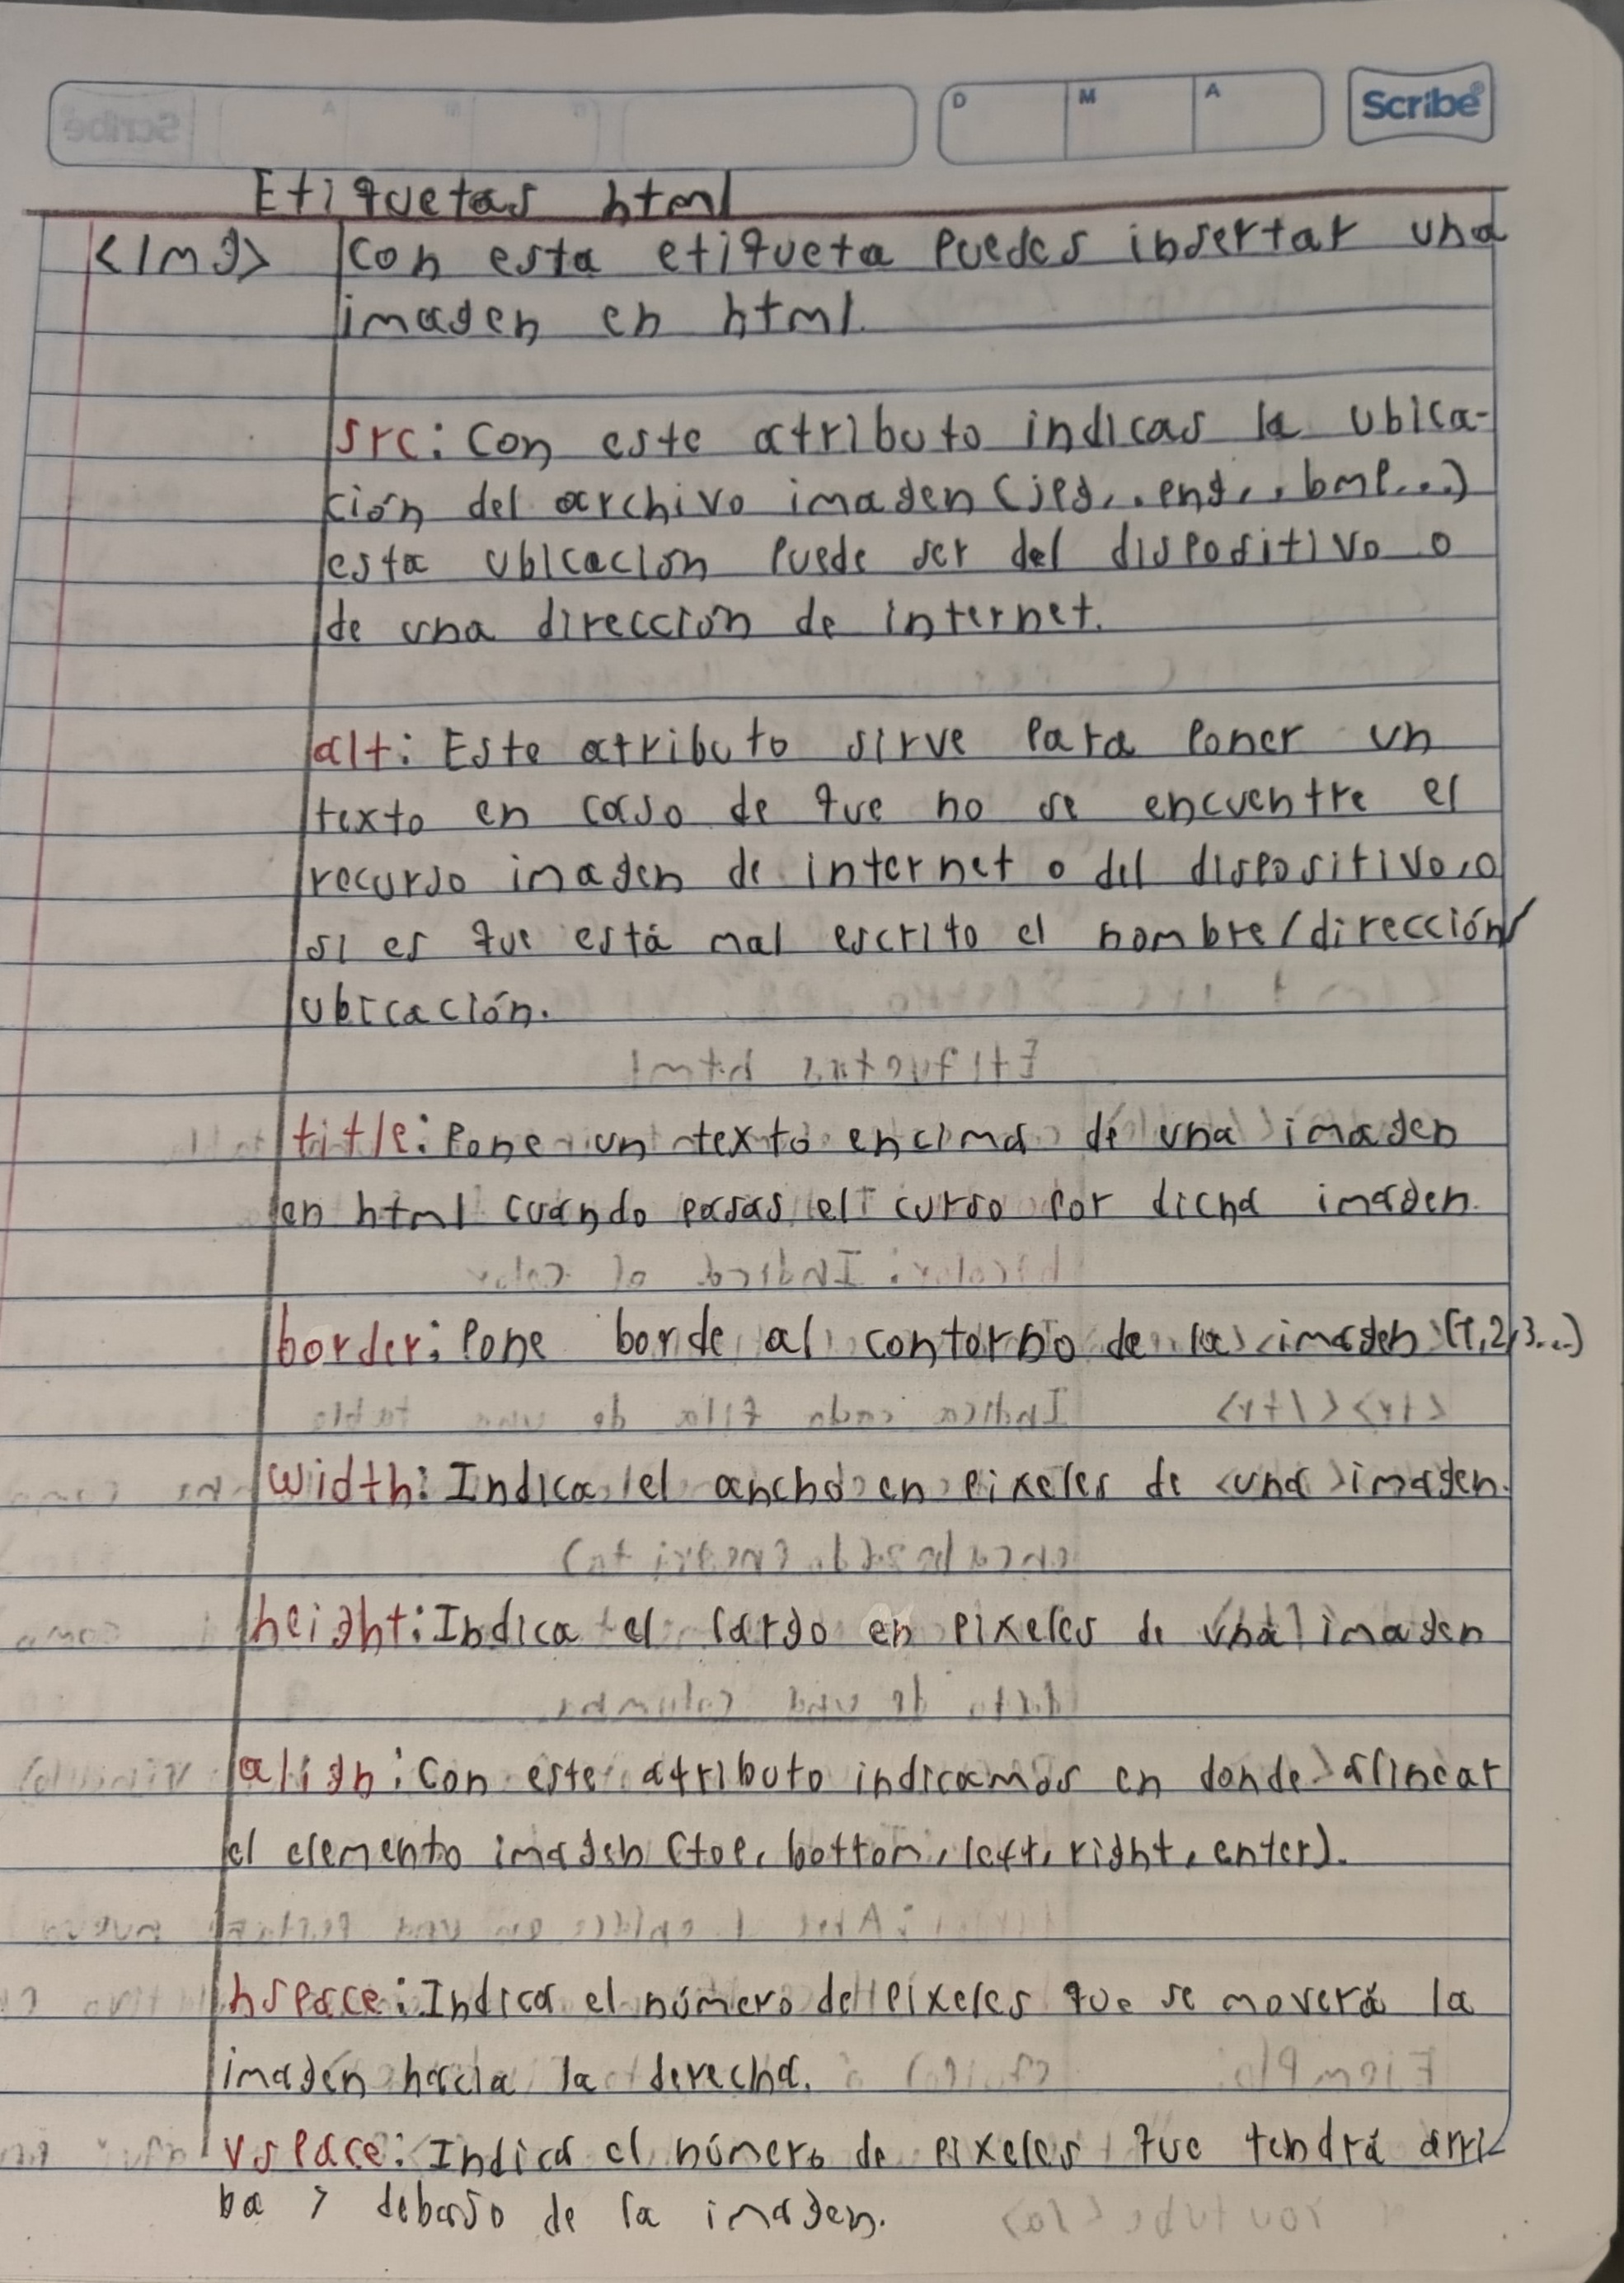 D M A Scribe
Etiquetas html
<Img> Con esta etiqueta puedes insertar una
imagen en html.
src: Con este atributo indicas la ubica-
ción del archivo imagen (jpg, .png, .bmp...)
esta ubicación puede ser del dispositivo o
de una dirección de internet.
alt: Este atributo sirve para poner un
texto en caso de que no se encuentre el
recurso imagen de internet o del dispositivo, o
si es que está mal escrito el nombre/dirección/
ubicación.
title: Pone un texto encima de una imagen
en html cuando pasas el curso por dicha imagen.
border: Pone borde al contorno de la imagen (1,2,3...)
width: Indica el ancho en pixeles de una imagen.
height: Indica el largo en pixeles de una imagen
align: Con este atributo indicamos en donde alinear
el elemento imagen (top, bottom, left, right, enter).
hspace: Indica el número de pixeles que se moverá la
imagen hacia la derecha.
vspace: Indica el número de pixeles que tendrá arri
ba y debajo de la imagen.